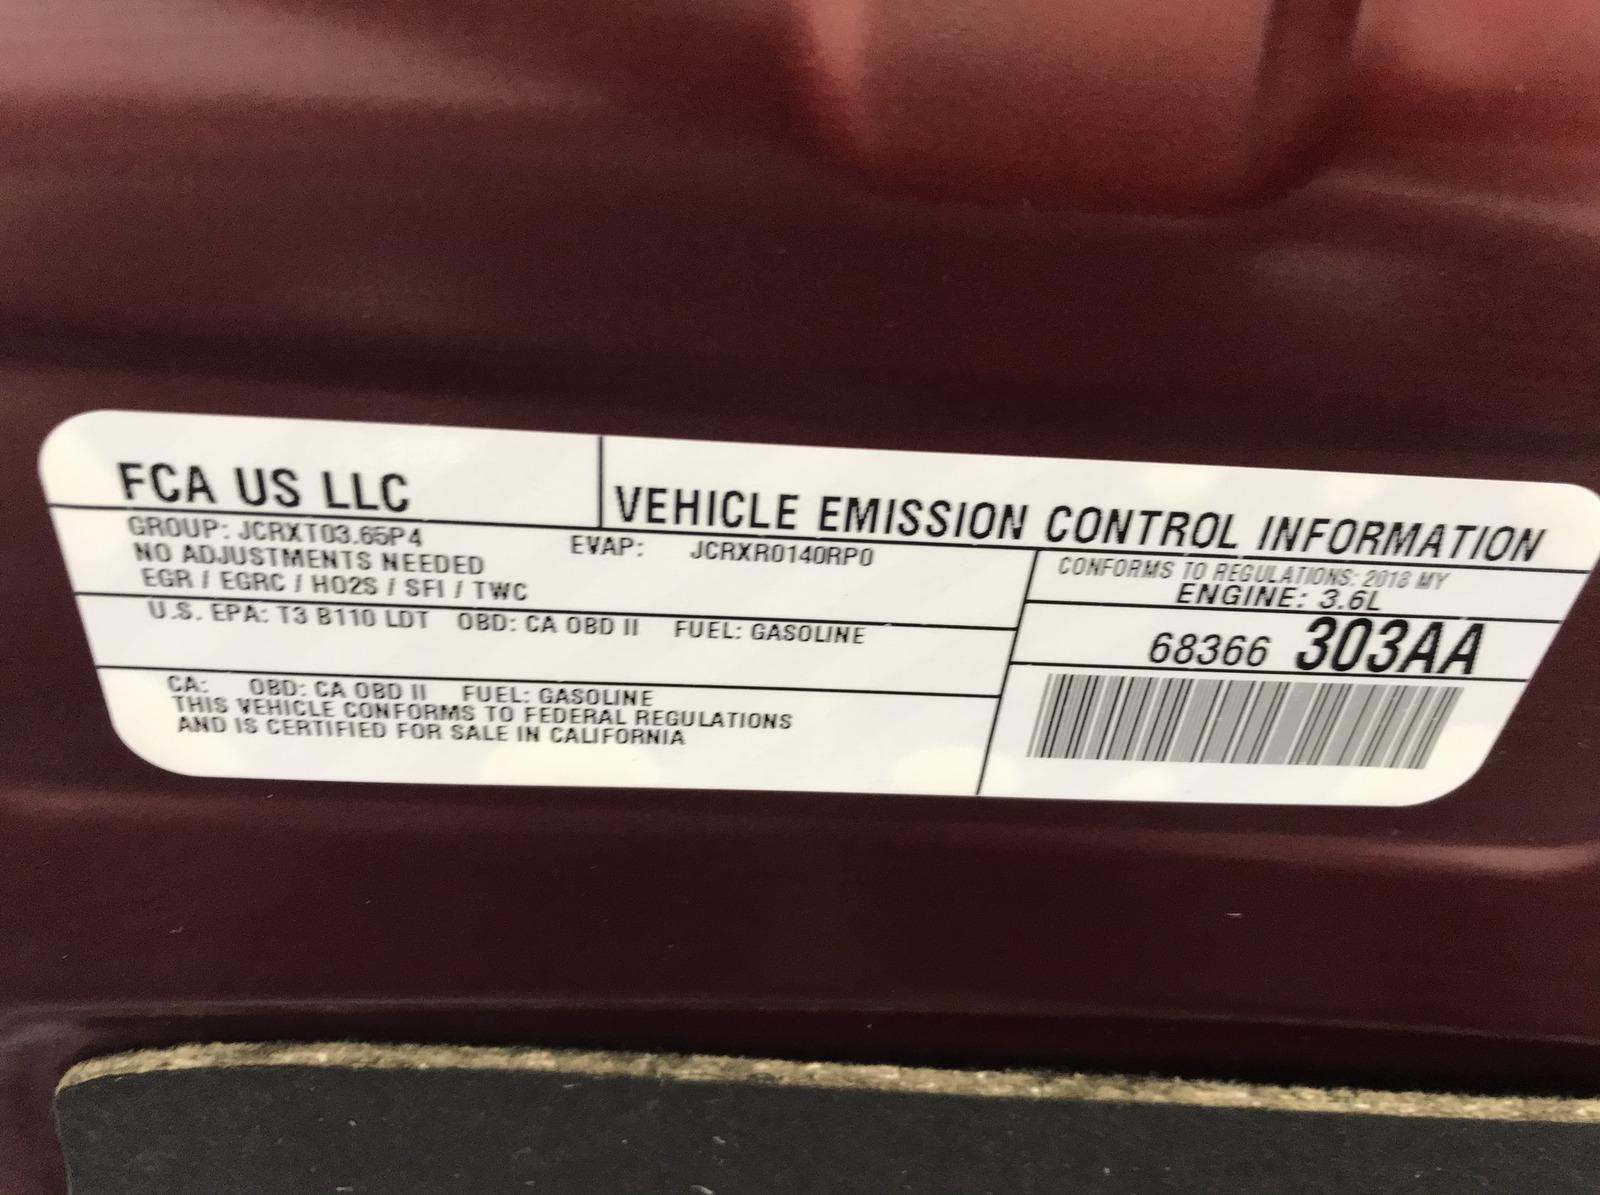 FCA US LLC
VEHICLE EMISSION CONTROL INFORMATION
GROUP: JCRXT03.65P4
NO ADJUSTMENTS NEEDED
EGR / EGRC / HO2S / SFI / TWC
EVAP: JCRXR0140RP0
CONFORMS TO REGULATIONS: 2018 MY
ENGINE: 3.6L
U.S. EPA: T3 B110 LDT OBD: CA OBD II FUEL: GASOLINE
68366 303AA
CA: OBD: CA OBD II FUEL: GASOLINE
THIS VEHICLE CONFORMS TO FEDERAL REGULATIONS
AND IS CERTIFIED FOR SALE IN CALIFORNIA